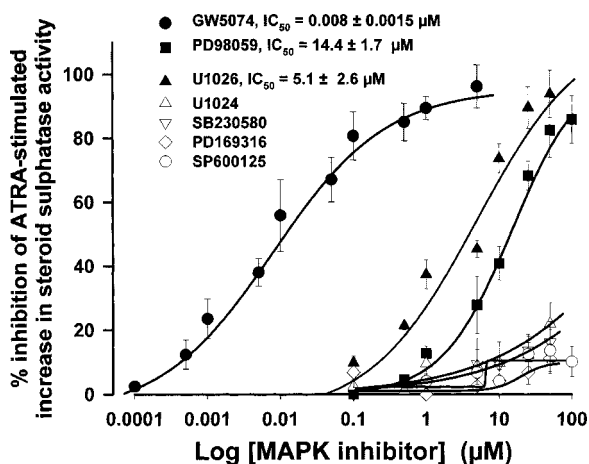 GW5074, IC50 = 0.008 ± 0.0015 µM
PD98059, IC50 = 14.4 ± 1.7 µM
U1026, IC50 = 5.1 ± 2.6 µM
U1024
SB230580
PD169316
SP600125
% inhibition of ATRA-stimulated
increase in steroid sulphatase activity
100
80
60
40
20
0
0.0001
0.001
0.01
0.1
1
10
100
Log [MAPK inhibitor] (µM)